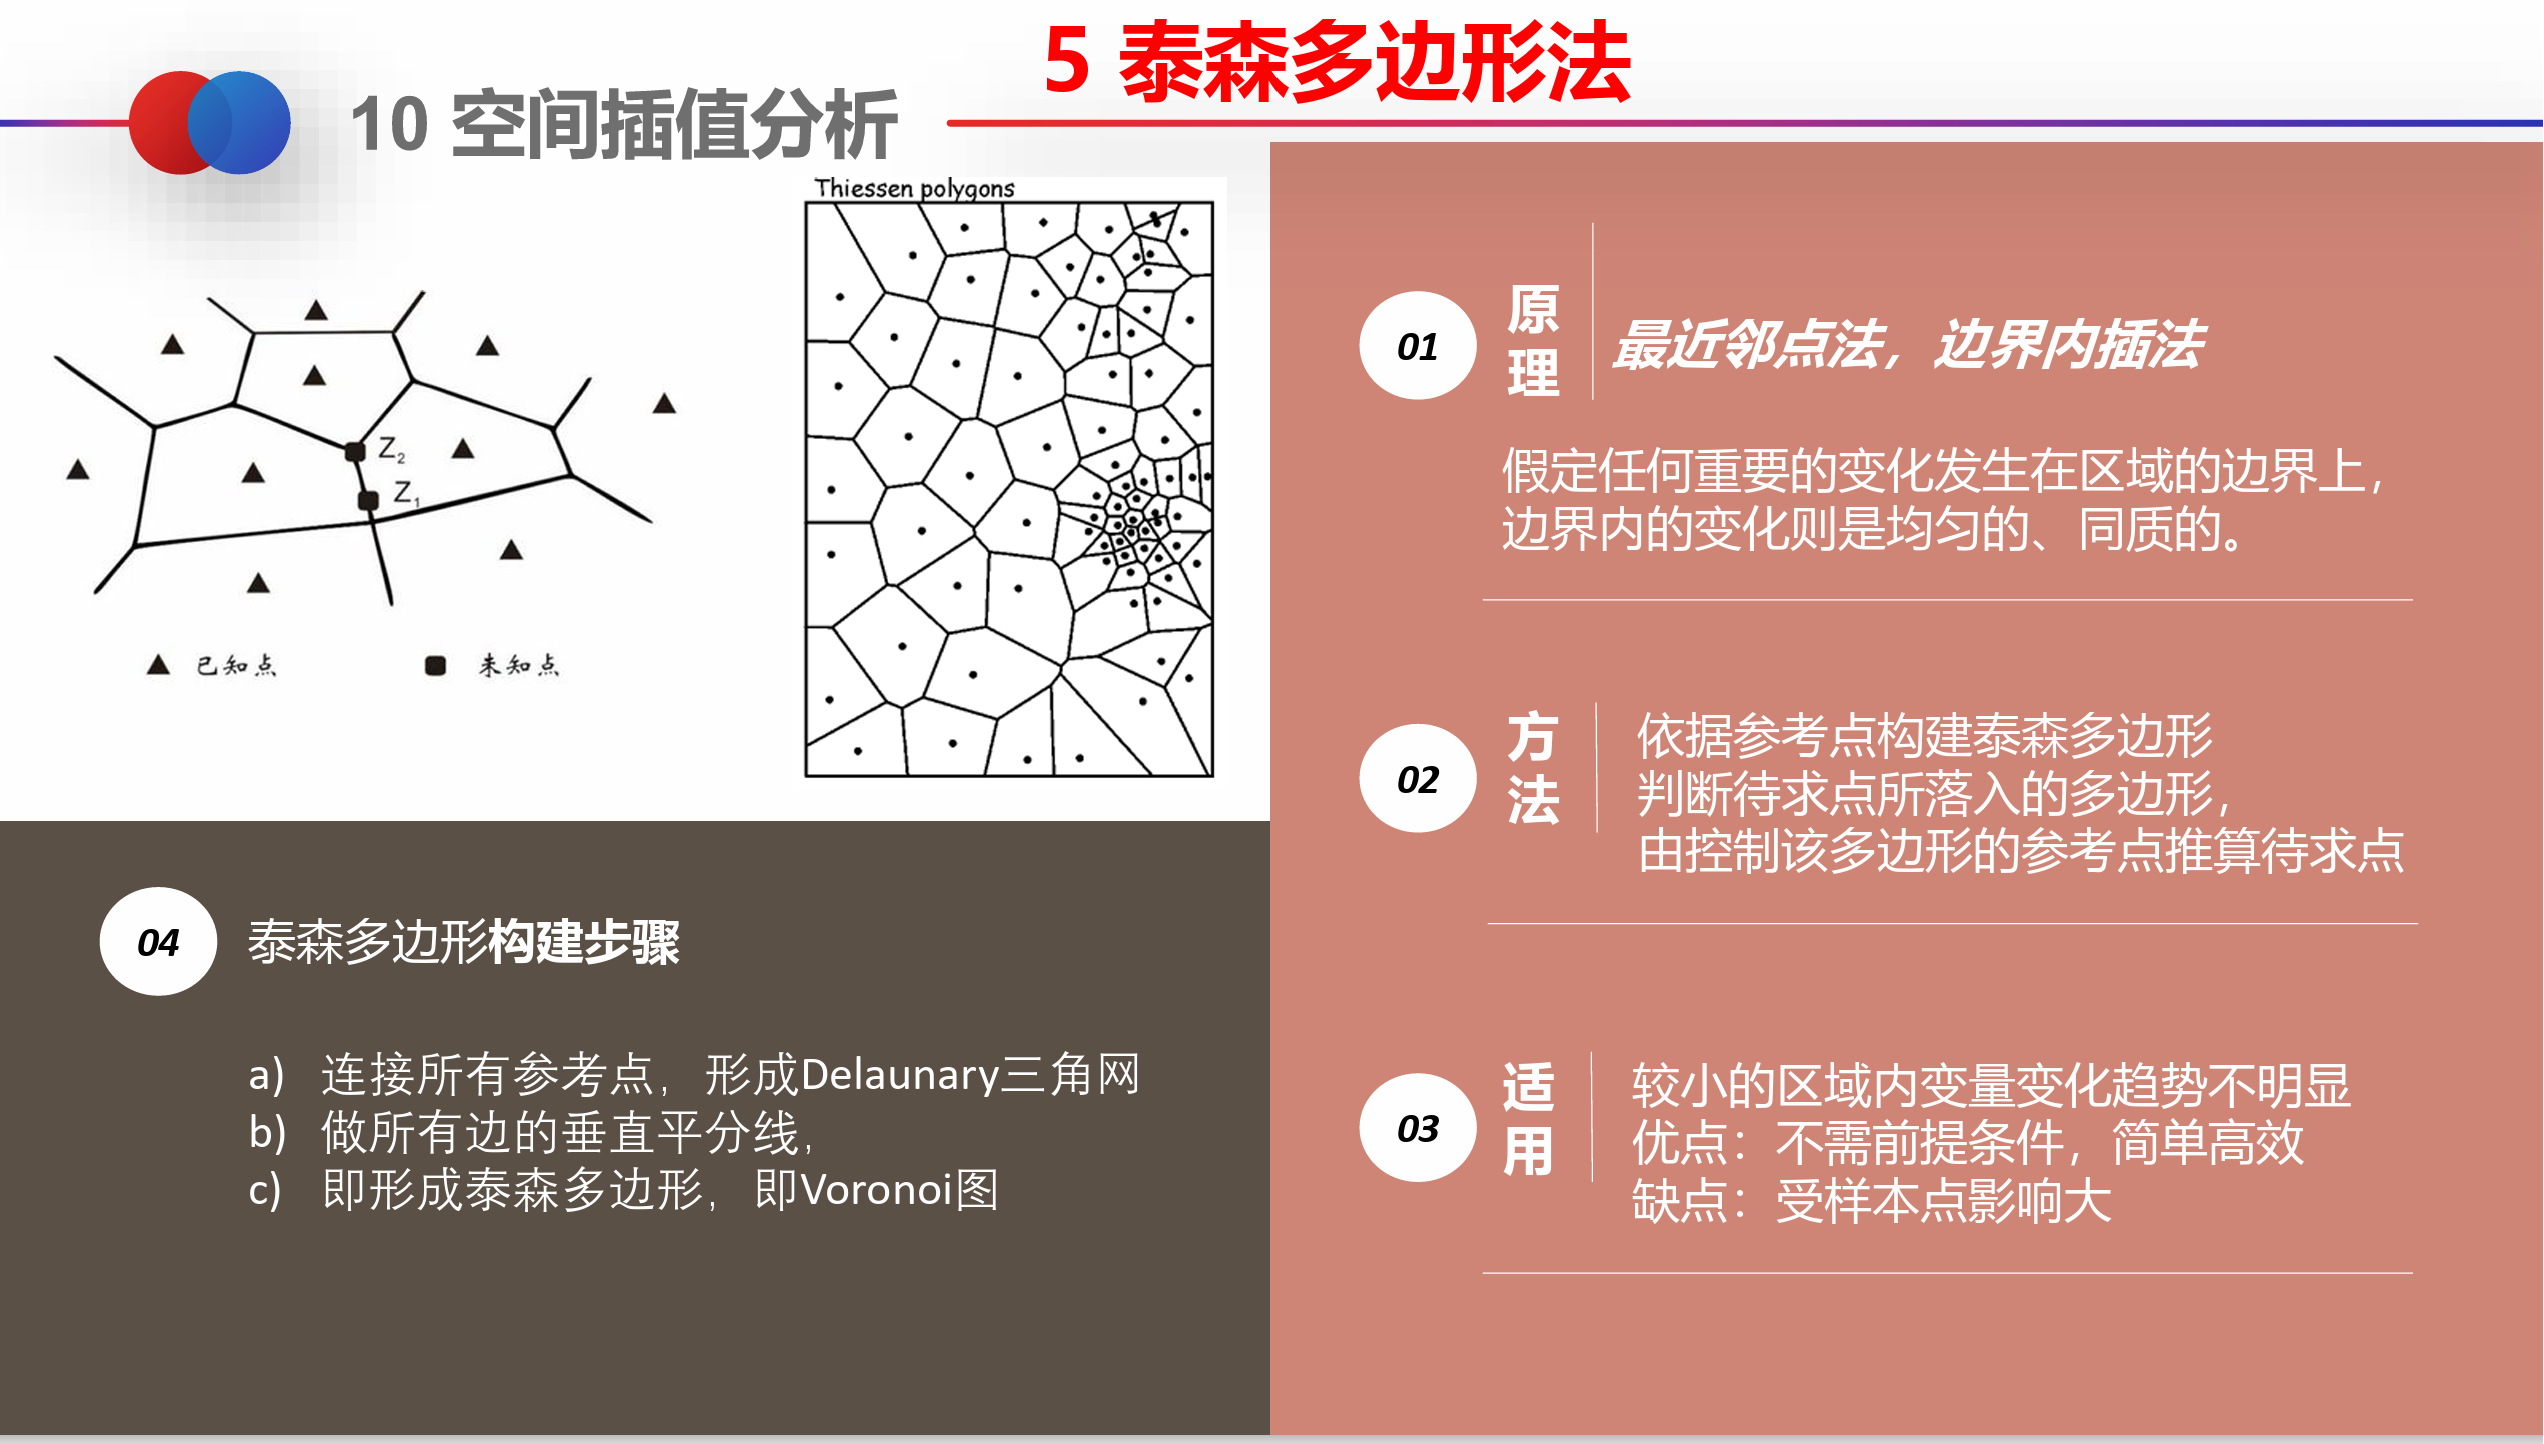 5 泰森多边形法
10 空间插值分析
Thiessen polygons
Z2
Z1
已知点
未知点
01
原理
最近邻点法，边界内插法
假定任何重要的变化发生在区域的边界上，
边界内的变化则是均匀的、同质的。
02
方法
依据参考点构建泰森多边形
判断待求点所落入的多边形，
由控制该多边形的参考点推算待求点
03
适用
较小的区域内变量变化趋势不明显
优点：不需前提条件，简单高效
缺点：受样本点影响大
04
泰森多边形构建步骤
a) 连接所有参考点，形成Delaunary三角网
b) 做所有边的垂直平分线，
c) 即形成泰森多边形，即Voronoi图